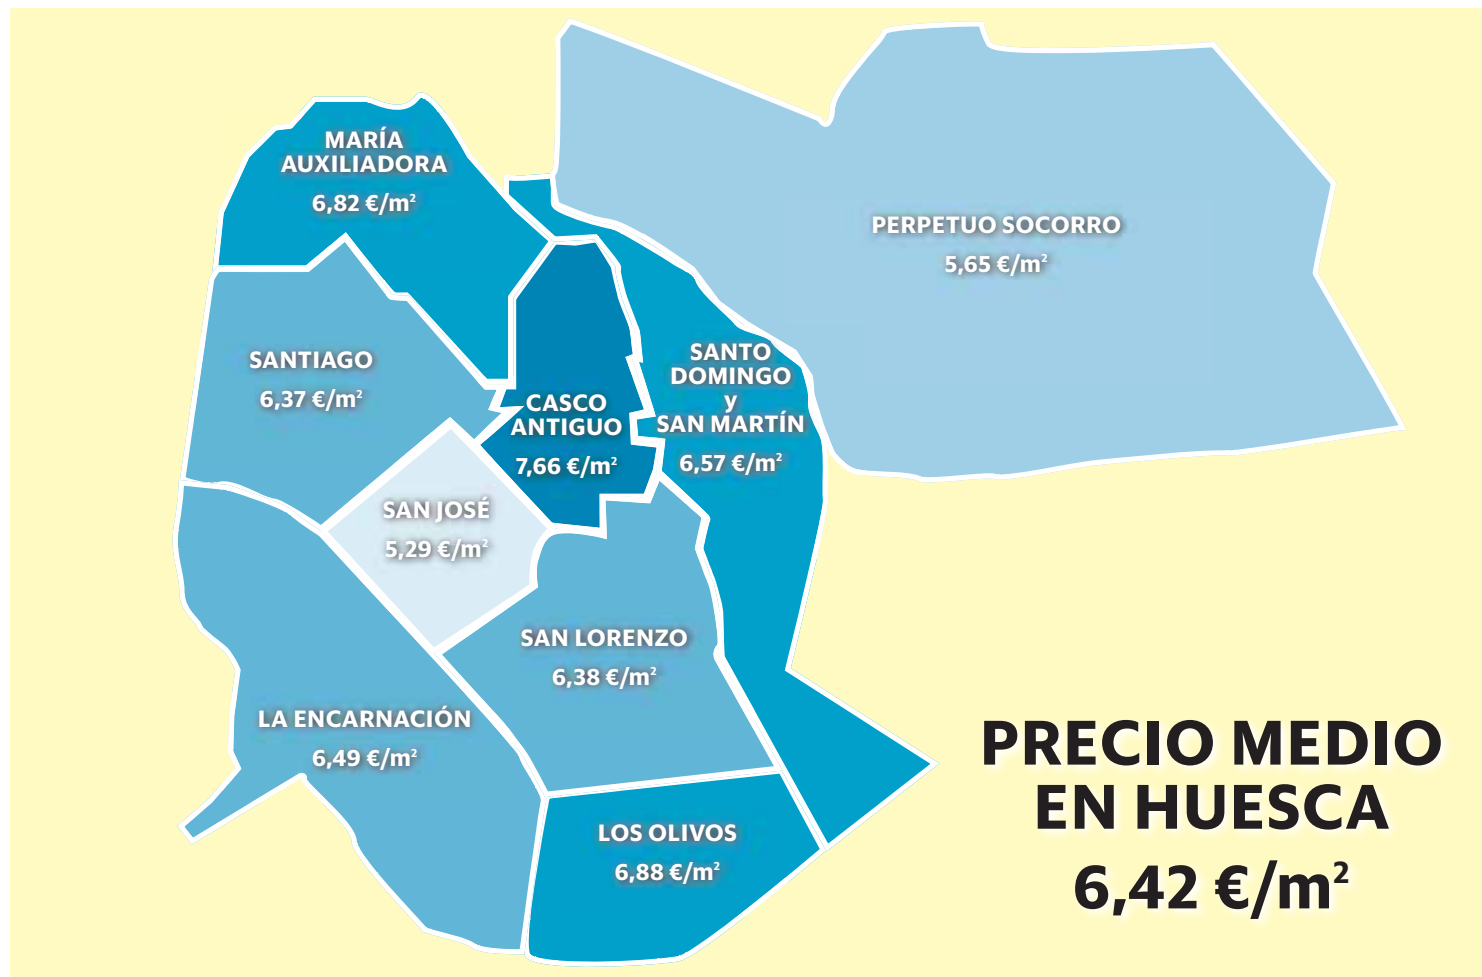 MARÍA
AUXILIADORA
6,82 €/m²
PERPETUO SOCORRO
5,65 €/m²
SANTIAGO
6,37 €/m²
CASCO
ANTIGUO
7,66 €/m²
SANTO
DOMINGO
y
SAN MARTÍN
6,57 €/m²
SAN JOSÉ
5,29 €/m²
SAN LORENZO
6,38 €/m²
LA ENCARNACIÓN
6,49 €/m²
LOS OLIVOS
6,88 €/m²
PRECIO MEDIO
EN HUESCA
6,42 €/m²